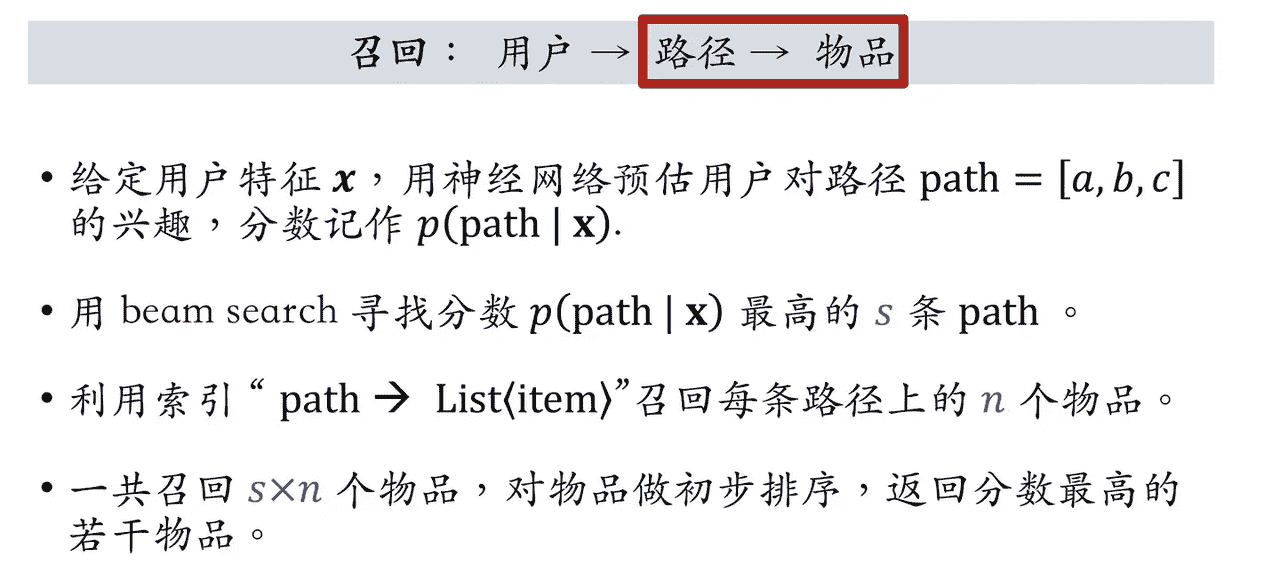 召回： 用户 → 路径 → 物品
• 给定用户特征 x，用神经网络预估用户对路径 path = [a, b, c]
的兴趣，分数记作 p(path | x).
• 用 beam search 寻找分数 p(path | x) 最高的 s 条 path 。
• 利用索引“ path → List⟨item⟩”召回每条路径上的 n 个物品。
• 一共召回 s×n 个物品，对物品做初步排序，返回分数最高的
若干物品。